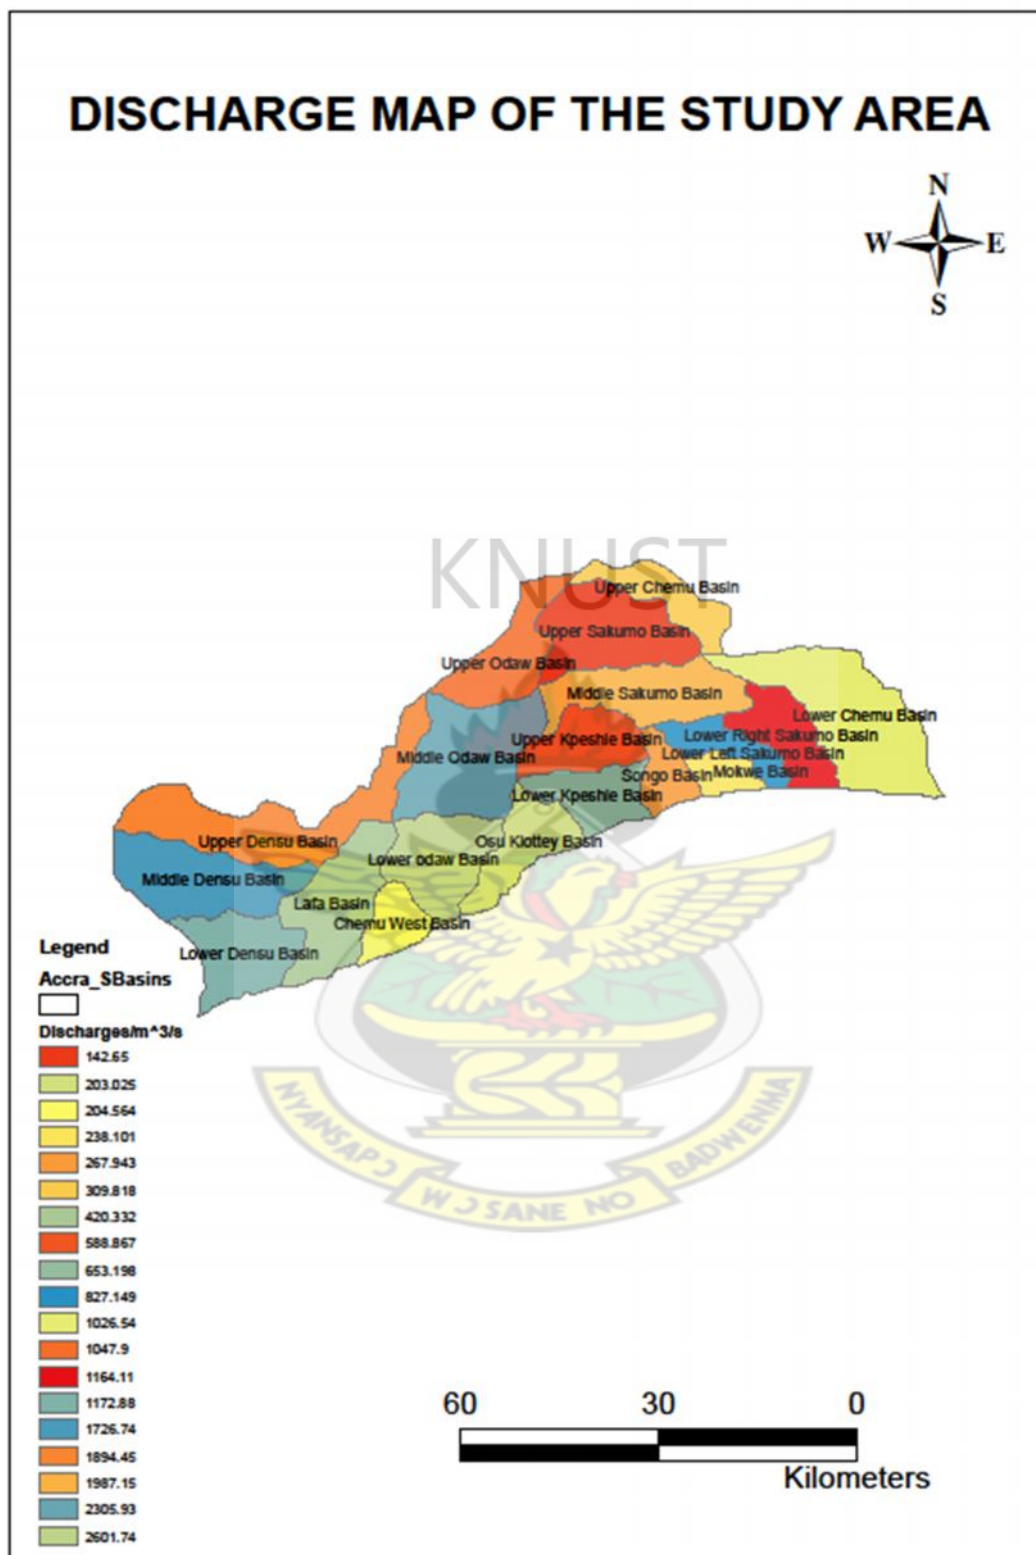 DISCHARGE MAP OF THE STUDY AREA
N
W E
S
KNUST
Upper Chemu Basin
Upper Sakumo Basin
Upper Odaw Basin
Middle Sakumo Basin
Lower Chemu Basin
Lower Right Sakumo Basin
Upper Kpeshie Basin
Lower Left Sakumo Basin
Middle Odaw Basin
Songo Basin
Mokwe Basin
Lower Kpeshie Basin
Upper Densu Basin
Osu Klottey Basin
Lower odaw Basin
Middle Densu Basin
Lafa Basin
Chemu West Basin
Lower Densu Basin
Legend
Accra_SBasins
Discharges/m^3/s
142.65
203.025
204.564
238.101
267.943
309.818
420.332
588.867
653.198
827.149
1026.54
1047.9
1164.11
1172.88
1726.74
1894.45
1987.15
2305.93
2601.74
NYANSAPƆ WƆSANE NO BADWENMA
60 30 0
Kilometers